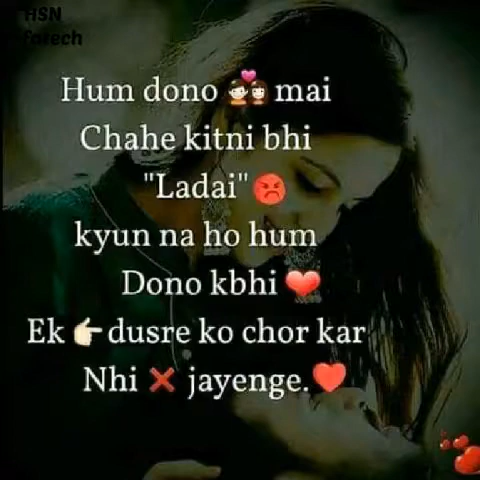 HSN
fotech
Hum dono 💑 mai
Chahe kitni bhi
"Ladai"😡
kyun na ho hum
Dono kbhi ❤
Ek 👉dusre ko chor kar
Nhi ❌ jayenge.❤